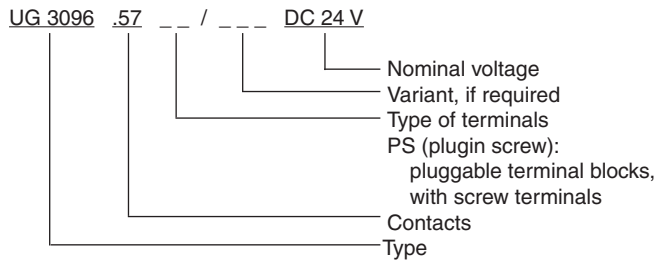 UG 3096 .57 _ _ / _ _ _ DC 24 V
Nominal voltage
Variant, if required
Type of terminals
PS (plugin screw):
pluggable terminal blocks,
with screw terminals
Contacts
Type